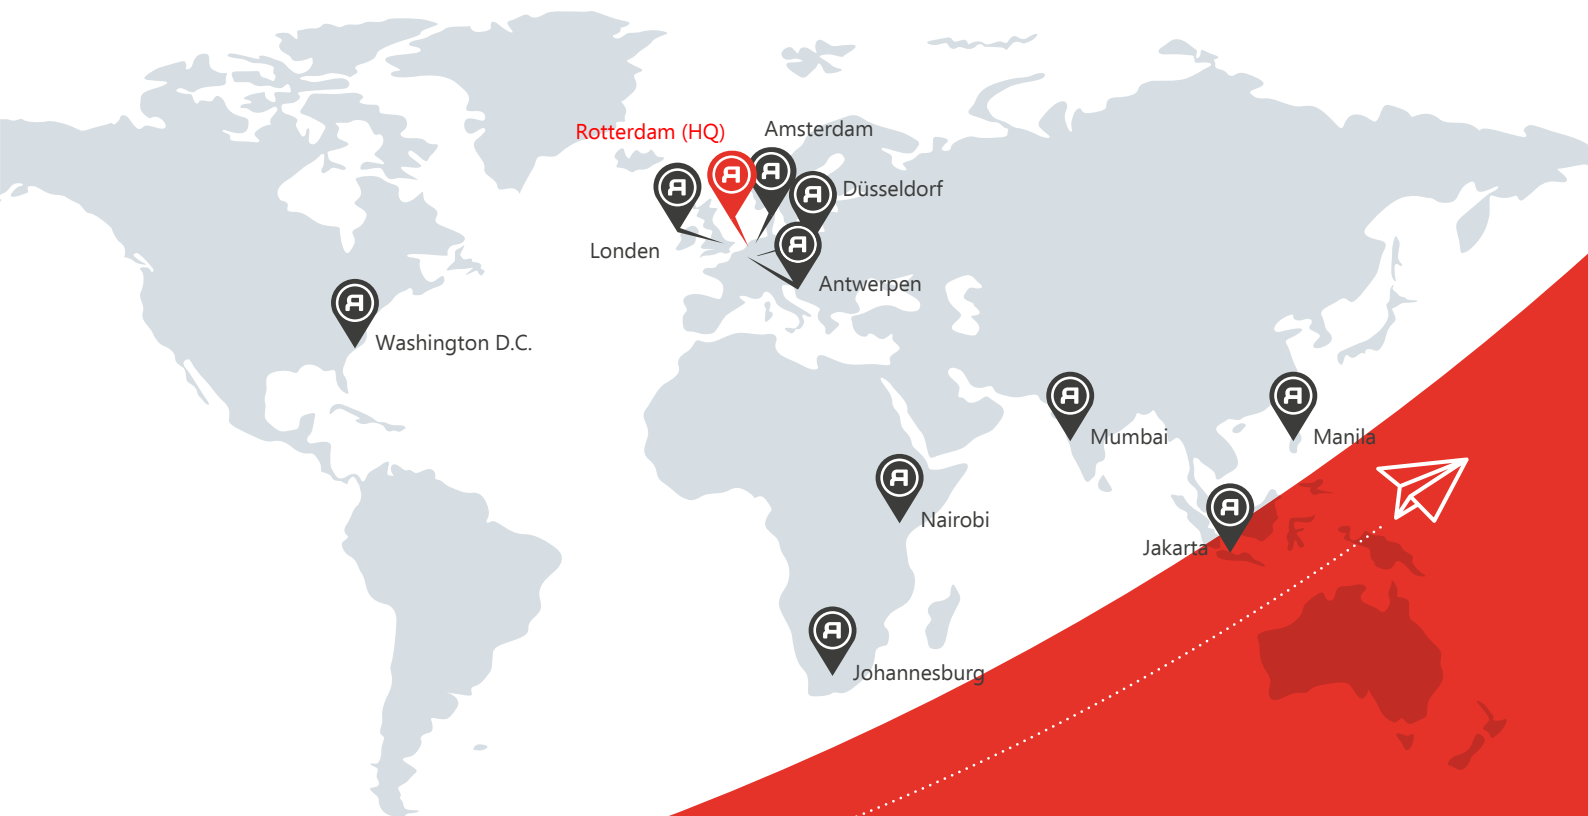 Rotterdam (HQ)
Amsterdam
Düsseldorf
Londen
Antwerpen
Washington D.C.
Mumbai
Manila
Nairobi
Jakarta
Johannesburg